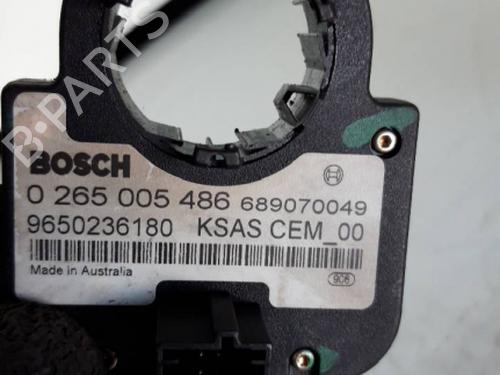 B-PARTS
BOSCH
0 265 005 486 689070049
9650236180 KSAS CEM_00
Made in Australia
906